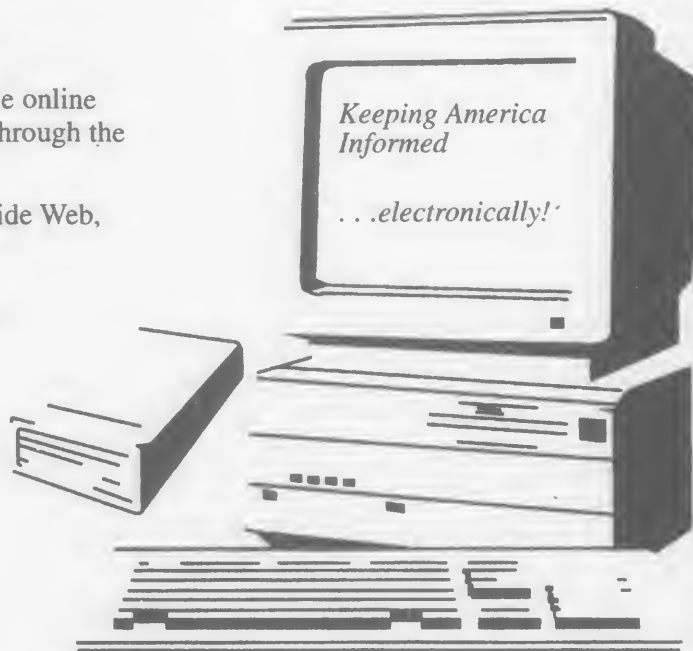 e online
hrough the
ide Web,
Keeping America
Informed
. . .electronically!